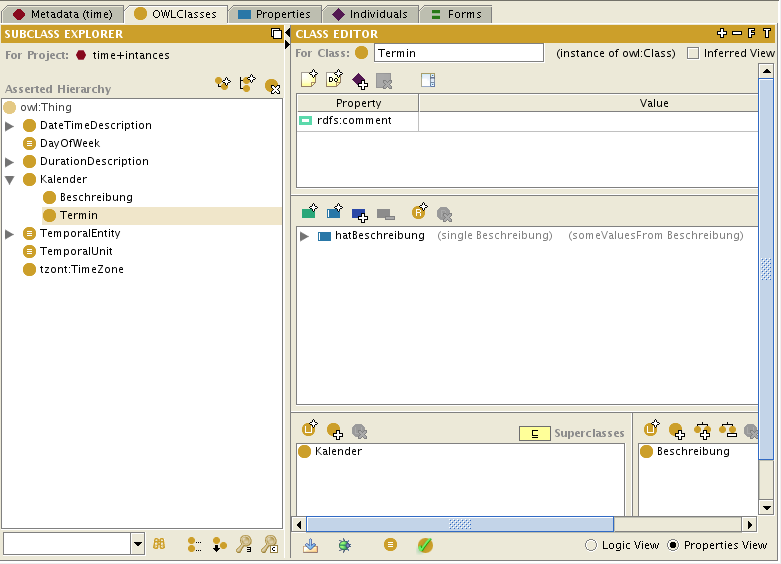 Metadata (time) OWLClasses Properties Individuals Forms
SUBCLASS EXPLORER
For Project: time+intances
Asserted Hierarchy
owl:Thing
DateTimeDescription
DayOfWeek
DurationDescription
Kalender
Beschreibung
Termin
TemporalEntity
TemporalUnit
tzont:TimeZone
CLASS EDITOR F T
For Class: Termin (instance of owl:Class) Inferred View
Property Value
rdfs:comment
hatBeschreibung (single Beschreibung) (someValuesFrom Beschreibung)
Superclasses
Kalender
Beschreibung
Logic View Properties View